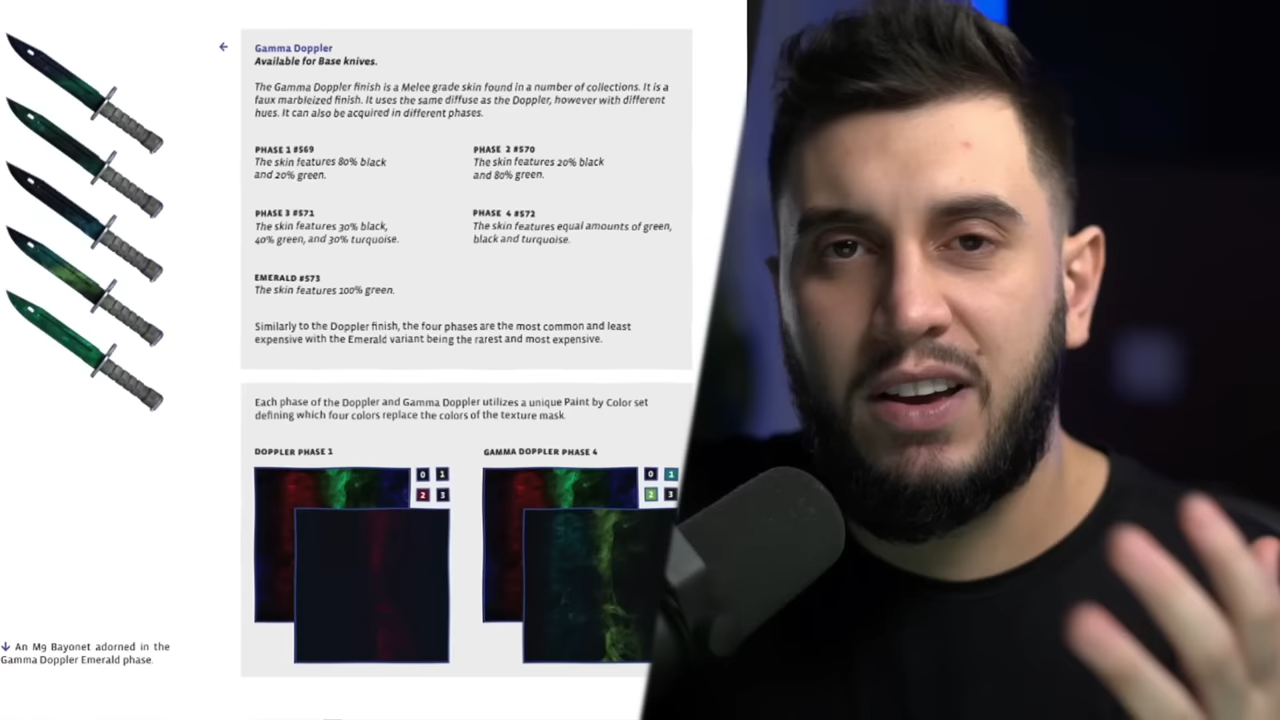 ←
Gamma Doppler
Available for Base knives.
The Gamma Doppler finish is a Melee grade skin found in a number of collections. It is a
faux marbleized finish. It uses the same diffuse as the Doppler, however with different
hues. It can also be acquired in different phases.
PHASE 1 #569
The skin features 80% black
and 20% green.
PHASE 2 #570
The skin features 20% black
and 80% green.
PHASE 3 #571
The skin features 30% black,
40% green, and 30% turquoise.
PHASE 4 #572
The skin features equal amounts of green,
black and turquoise.
EMERALD #573
The skin features 100% green.
Similarly to the Doppler finish, the four phases are the most common and least
expensive with the Emerald variant being the rarest and most expensive.
Each phase of the Doppler and Gamma Doppler utilizes a unique Paint by Color set
defining which four colors replace the colors of the texture mask.
DOPPLER PHASE 1
0 1
2 3
GAMMA DOPPLER PHASE 4
0 1
2 3
↓ An M9 Bayonet adorned in the
Gamma Doppler Emerald phase.